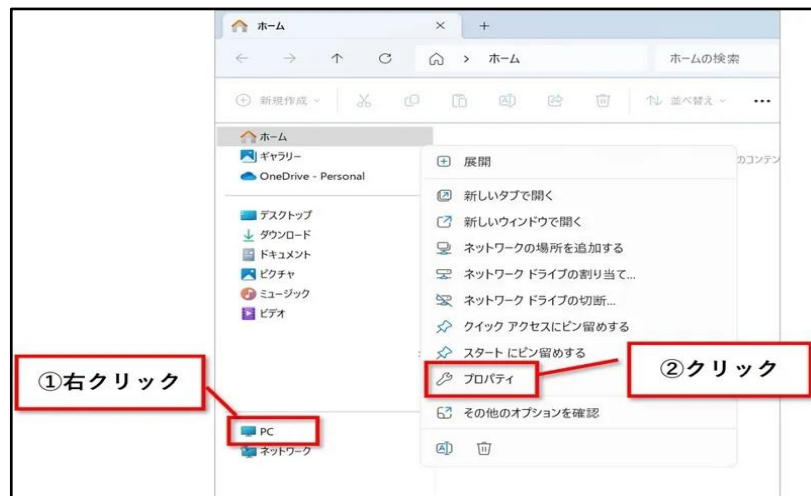 ホーム
ホーム
ホームの検索
新規作成
並べ替え
ホーム
ギャラリー
OneDrive - Personal
デスクトップ
ダウンロード
ドキュメント
ピクチャ
ミュージック
ビデオ
PC
ネットワーク
のコンテン
展開
新しいタブで開く
新しいウィンドウで開く
ネットワークの場所を追加する
ネットワーク ドライブの割り当て...
ネットワーク ドライブの切断...
クイック アクセスにピン留めする
スタート にピン留めする
プロパティ
その他のオプションを確認
①右クリック
②クリック